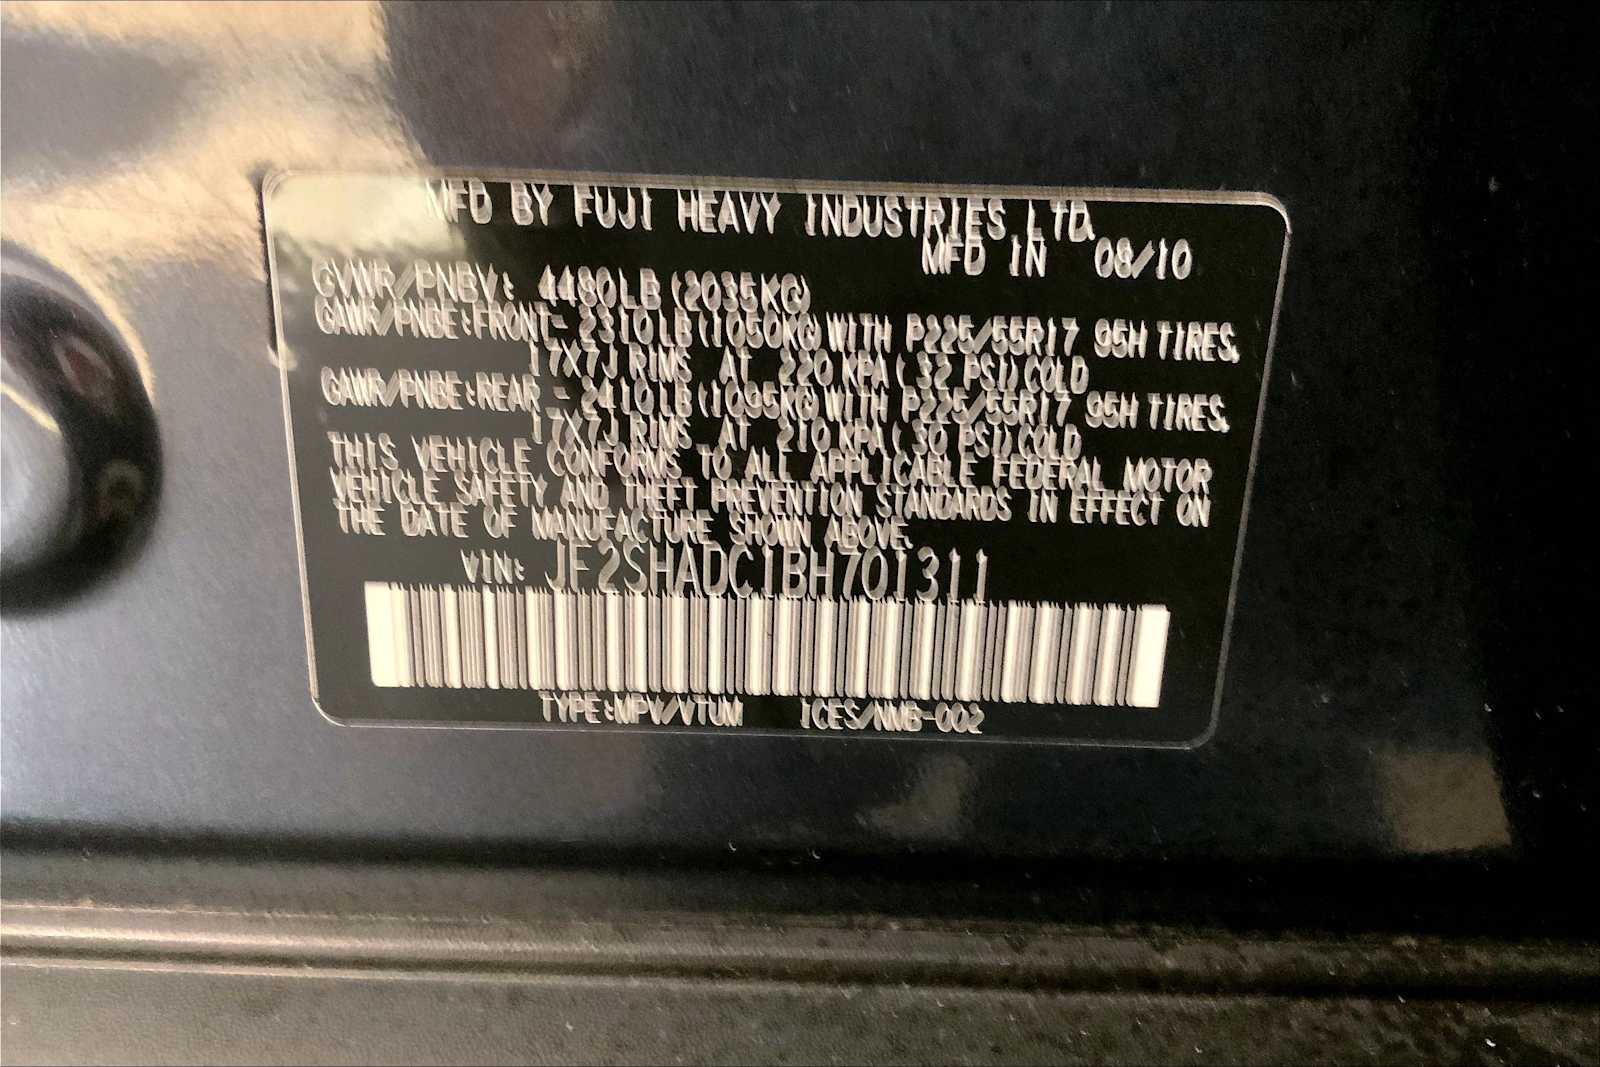 MFD BY FUJI HEAVY INDUSTRIES LTD.
MFD IN 08/10
GVWR/PNBV: 4480LB (2035KG)
GAWR/PNBE:FRONT- 2310LB(1050KG)WITH P225/55R17 95H TIRES,
17X7J RIMS AT 220 KPA( 32 PSI)COLD
GAWR/PNBE:REAR - 2410LB(1095KG)WITH P225/55R17 95H TIRES,
17X7J RIMS AT 210 KPA( 30 PSI)COLD
THIS VEHICLE CONFORMS TO ALL APPLICABLE FEDERAL MOTOR
VEHICLE SAFETY AND THEFT PREVENTION STANDARDS IN EFFECT ON
THE DATE OF MANUFACTURE SHOWN ABOVE.
VIN: JF2SHADC1BH701311
TYPE:MPV/VTUM ICES/NMB-002